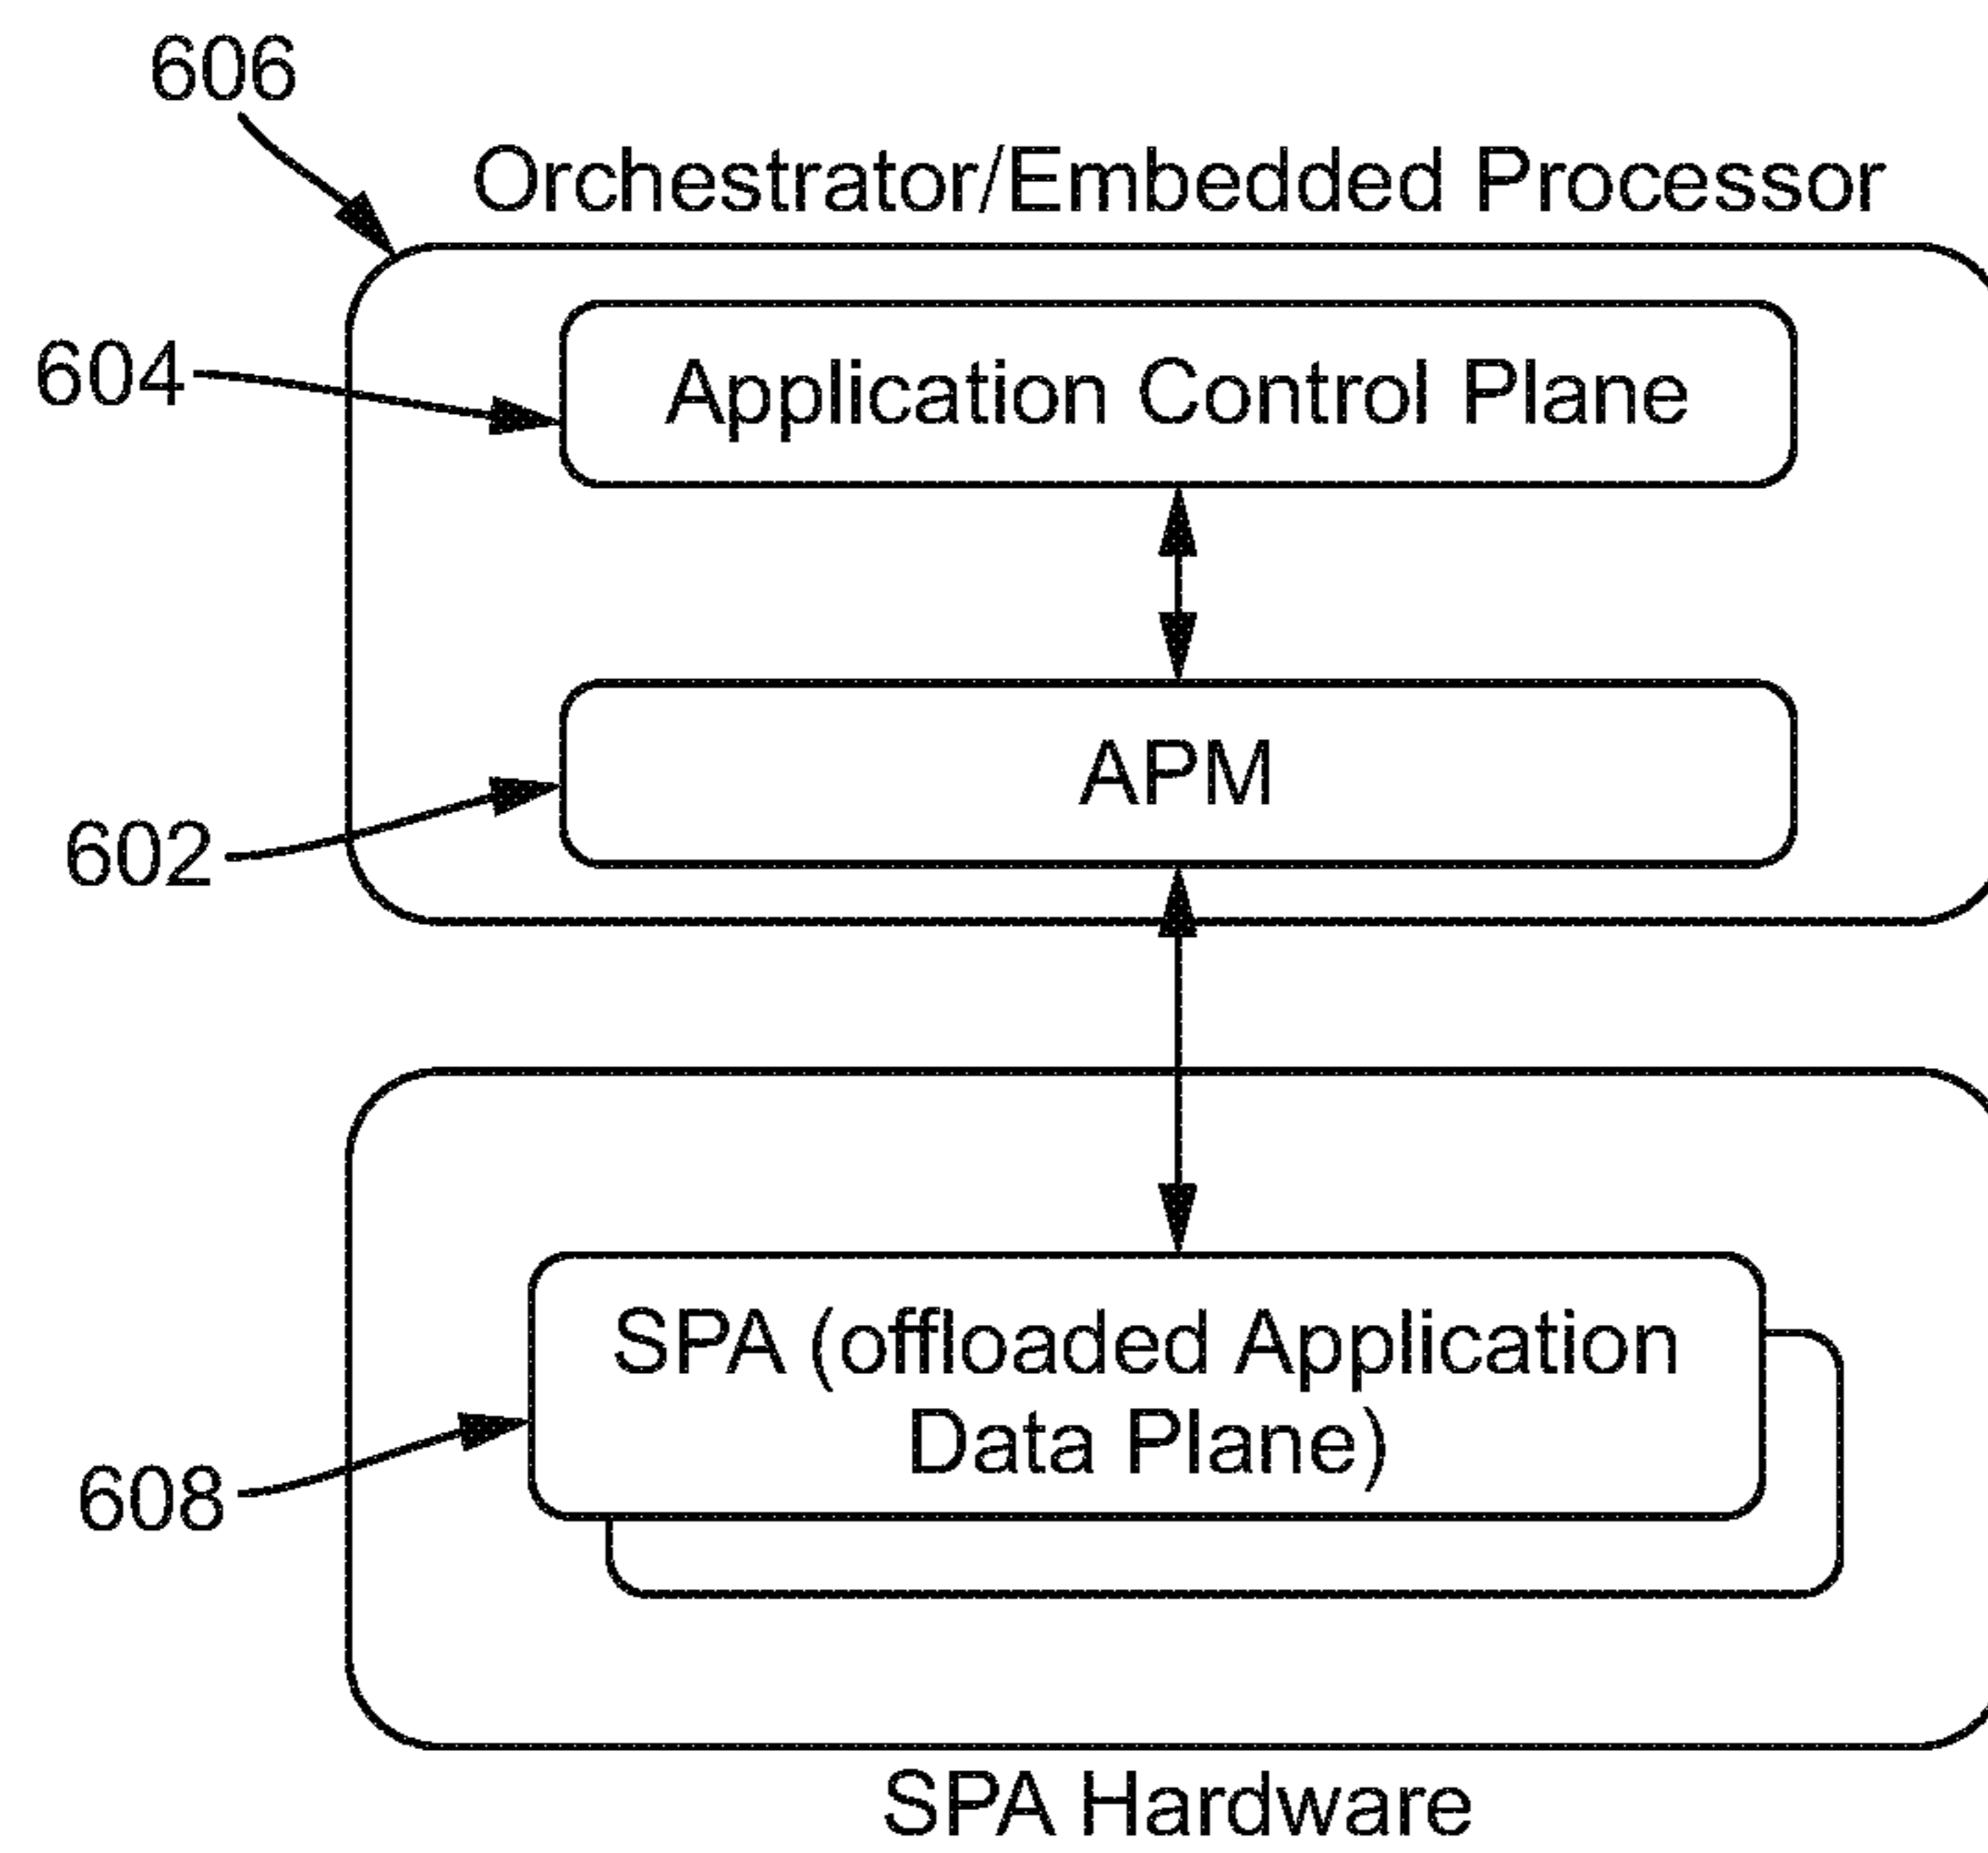 606
Orchestrator/Embedded Processor
604
Application Control Plane
APM
602
SPA (offloaded Application
Data Plane)
608
SPA Hardware